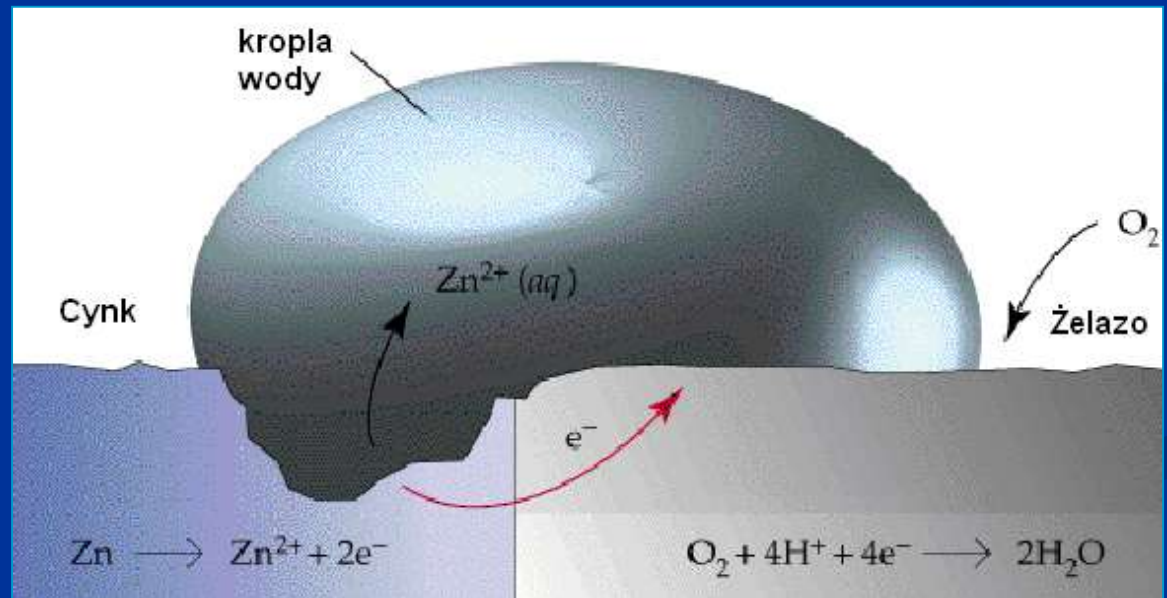 kropla
wody
O₂
Zn²⁺ (aq)
Cynk
Żelazo
e⁻
Zn ⟶ Zn²⁺ + 2e⁻
O₂ + 4H⁺ + 4e⁻ ⟶ 2H₂O